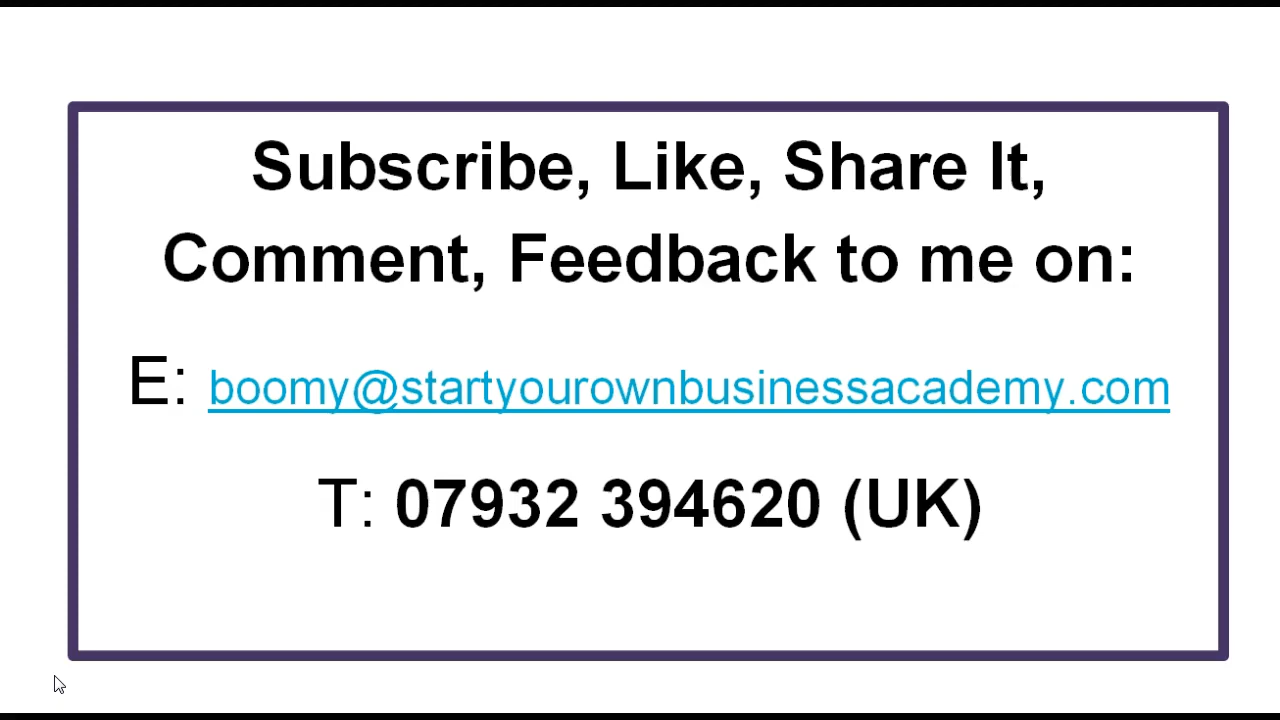 Subscribe, Like, Share It,
Comment, Feedback to me on:
E: boomy@startyourownbusinessacademy.com
T: 07932 394620 (UK)